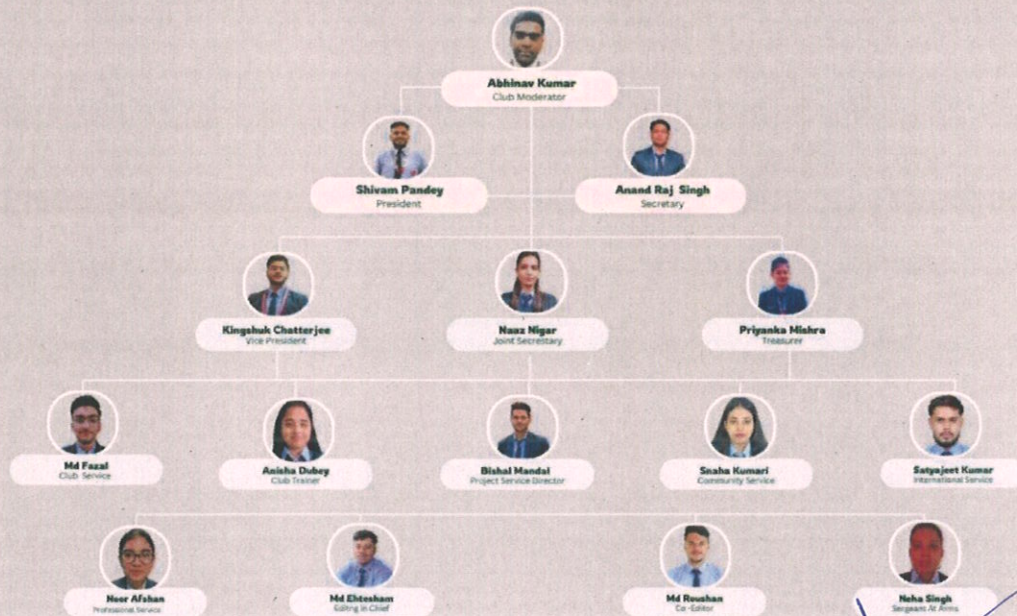 Abhinav Kumar
Club Moderator
Shivam Pandey
President
Anand Raj Singh
Secretary
Kingshuk Chatterjee
Vice President
Naaz Nigar
Joint Secrestary
Priyanka Mishra
Treasurer
Md Fazal
Club Service
Anisha Dubey
Club Trainer
Bishal Mandal
Project Service Director
Snaha Kumari
Community Service
Satyajeet Kumar
International Service
Noor Afshan
Professional Service
Md Ehtesham
Editing in Chief
Md Roushan
Co-Editor
Neha Singh
Sergeant At Arms